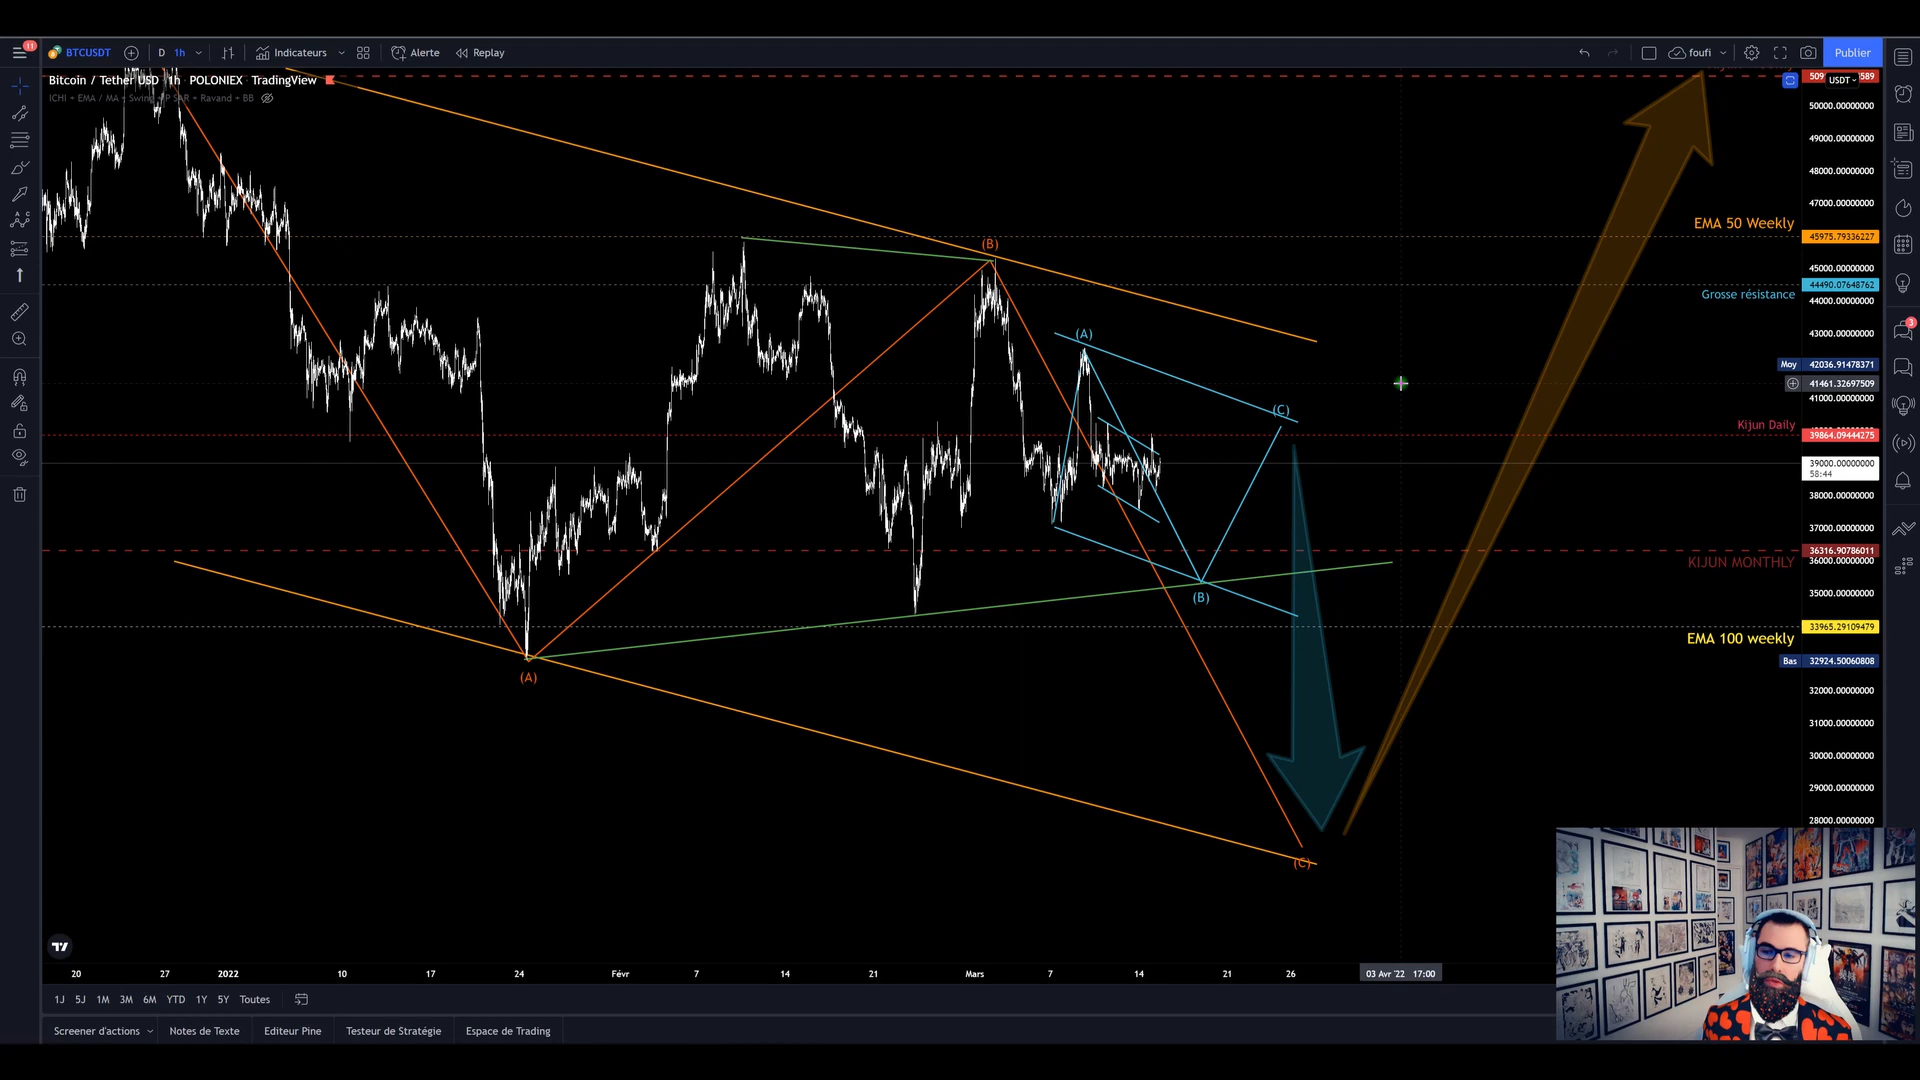 11
BTCUSDT
D
1h
Indicateurs
Alerte
Replay
foufi
Publier
Bitcoin / Tether USD · 1h · POLONIEX · TradingView
ICHI + EMA / MA + Swing + P SAR + Ravand + BB
USDT
50000.00000000
49000.00000000
48000.00000000
47000.00000000
EMA 50 Weekly
45975.79336227
45000.00000000
44490.07648762
Grosse résistance
44000.00000000
43000.00000000
3
Moy 42036.91478371
41461.32697509
41000.00000000
Kijun Daily
39864.09444275
39000.00000000
58:44
38000.00000000
37000.00000000
36316.90786011
KIJUN MONTHLY
36000.00000000
35000.00000000
33965.29109479
EMA 100 weekly
Bas 32924.50060808
32000.00000000
31000.00000000
30000.00000000
29000.00000000
28000.00000000
(B)
(A)
(C)
(B)
(A)
(C)
20
27
2022
10
17
24
Févr
7
14
21
Mars
7
14
21
26
03 Avr '22 17:00
1J
5J
1M
3M
6M
YTD
1Y
5Y
Toutes
Screener d'actions
Notes de Texte
Editeur Pine
Testeur de Stratégie
Espace de Trading